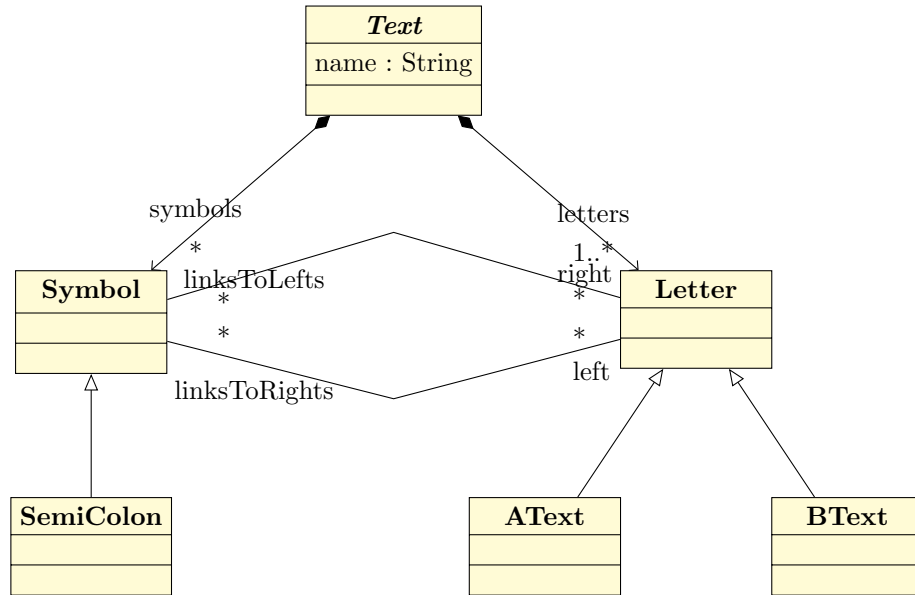 Text
name : String
symbols
*
letters
1..*
linksToLefts
*
right
*
Symbol
Letter
*
linksToRights
*
left
SemiColon
AText
BText